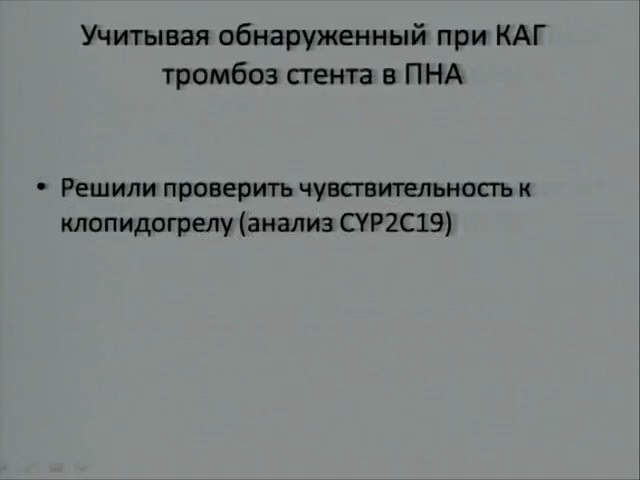 Учитывая обнаруженный при КАГ
тромбоз стента в ПНА
• Решили проверить чувствительность к
клопидогрелу (анализ CYP2C19)